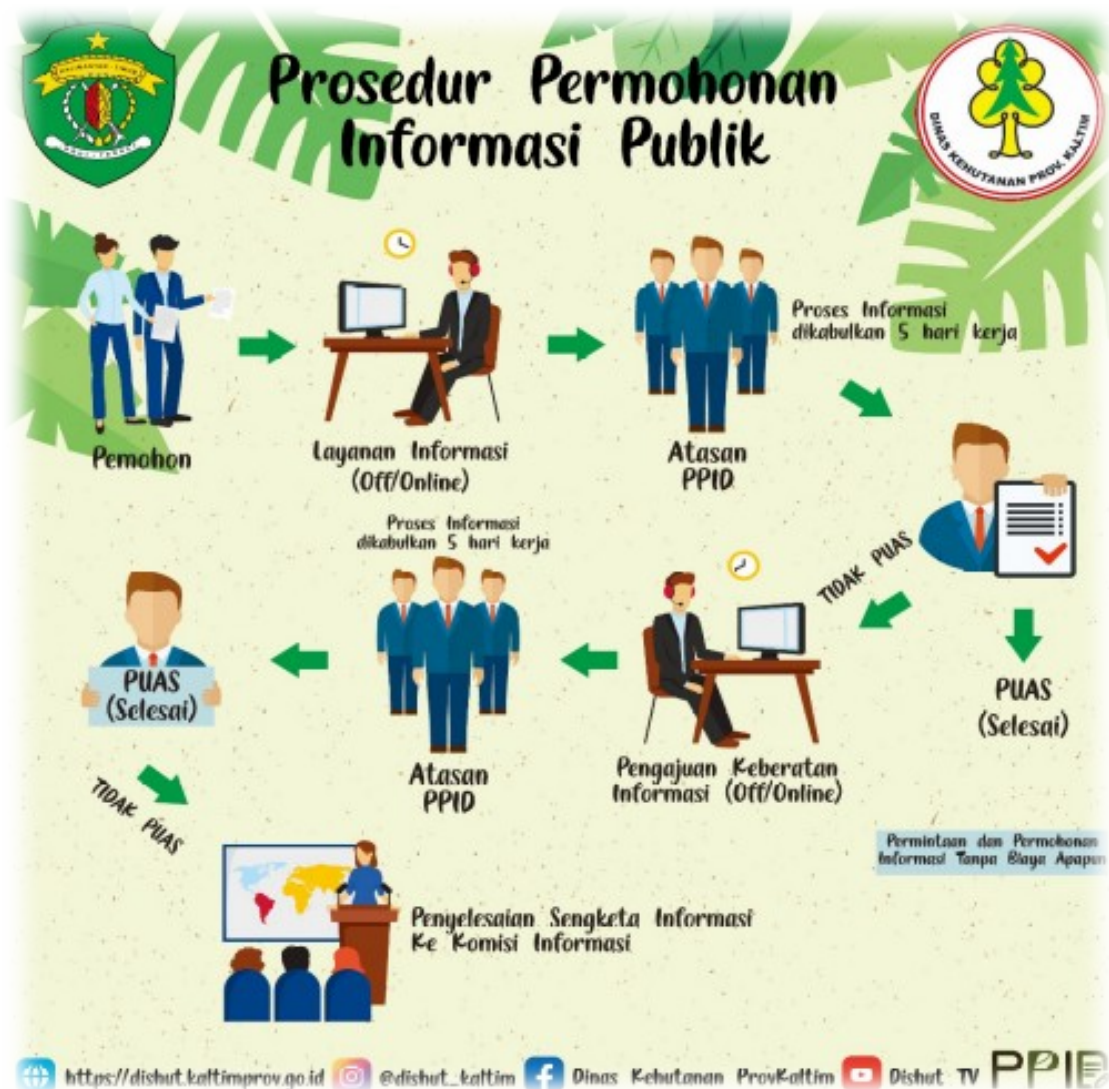 Prosedur Permohonan
Informasi Publik
KALIMANTAN - TIMUR
DINAS KEHUTANAN PROV. KALTIM
Pemohon
Layanan Informasi
(Off/Online)
Atasan
PPID
Proses Informasi
dikabulkan 5 hari kerja
TIDAK PUAS
PUAS
(Selesai)
Pengajuan Keberatan
Informasi (Off/Online)
Proses Informasi
dikabulkan 5 hari kerja
Atasan
PPID
PUAS
(Selesai)
TIDAK PUAS
Permintaan dan Permohonan
Informasi Tanpa Biaya Apapun
Penyelesaian Sengketa Informasi
Ke Komisi Informasi
https://dishut.kaltimprov.go.id @dishut_kaltim Dinas Kehutanan ProvKaltim Dishut TV PPID